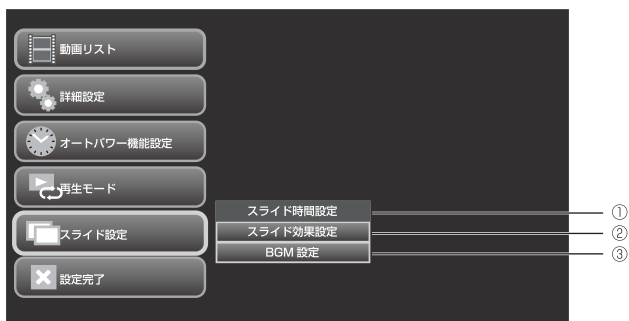 動画リスト
詳細設定
オートパワー機能設定
再生モード
スライド設定
設定完了
スライド時間設定
スライド効果設定
BGM 設定
①
②
③